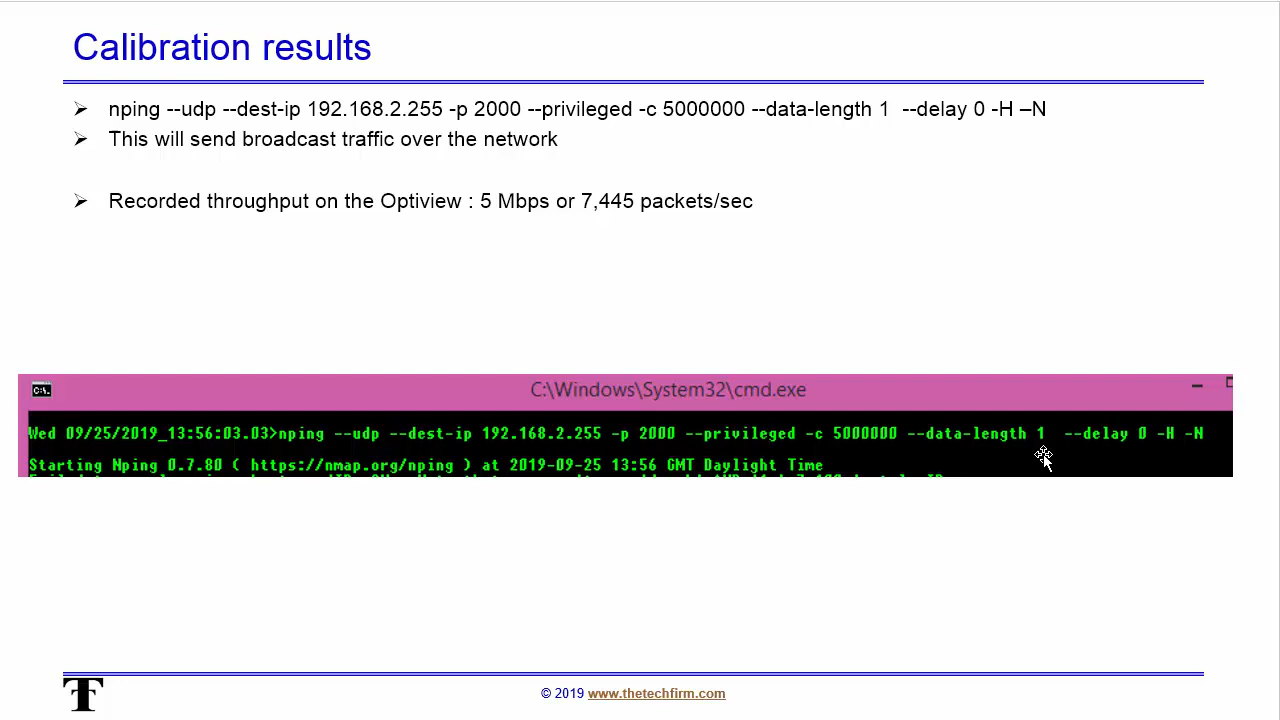 Calibration results
nping --udp --dest-ip 192.168.2.255 -p 2000 --privileged -c 5000000 --data-length 1  --delay 0 -H –N
This will send broadcast traffic over the network
Recorded throughput on the Optiview : 5 Mbps or 7,445 packets/sec
C:\Windows\System32\cmd.exe
Wed 09/25/2019_13:56:03.03>nping --udp --dest-ip 192.168.2.255 -p 2000 --privileged -c 5000000 --data-length 1  --delay 0 -H -N
Starting Nping 0.7.80 ( https://nmap.org/nping ) at 2019-09-25 13:56 GMT Daylight Time
© 2019 www.thetechfirm.com